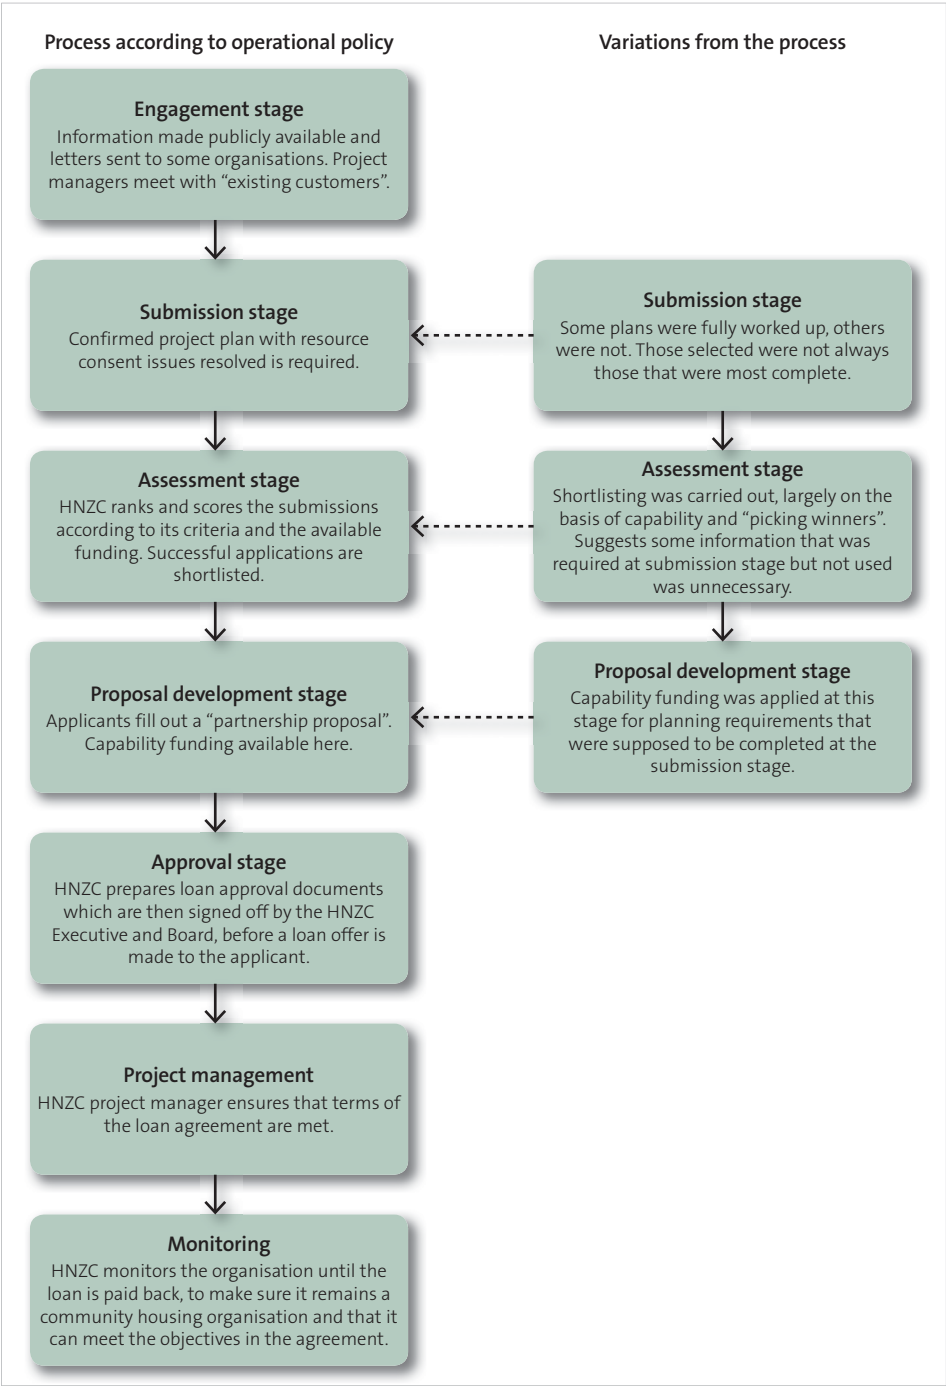 Process according to operational policy
Engagement stage
Information made publicly available and
letters sent to some organisations. Project
managers meet with “existing customers”.
Submission stage
Confirmed project plan with resource
consent issues resolved is required.
Assessment stage
HNZC ranks and scores the submissions
according to its criteria and the available
funding. Successful applications are
shortlisted.
Proposal development stage
Applicants fill out a “partnership proposal”.
Capability funding available here.
Approval stage
HNZC prepares loan approval documents
which are then signed off by the HNZC
Executive and Board, before a loan offer is
made to the applicant.
Project management
HNZC project manager ensures that terms of
the loan agreement are met.
Monitoring
HNZC monitors the organisation until the
loan is paid back, to make sure it remains a
community housing organisation and that it
can meet the objectives in the agreement.
Variations from the process
Submission stage
Some plans were fully worked up, others
were not. Those selected were not always
those that were most complete.
Assessment stage
Shortlisting was carried out, largely on the
basis of capability and “picking winners”.
Suggests some information that was
required at submission stage but not used
was unnecessary.
Proposal development stage
Capability funding was applied at this
stage for planning requirements that
were supposed to be completed at the
submission stage.